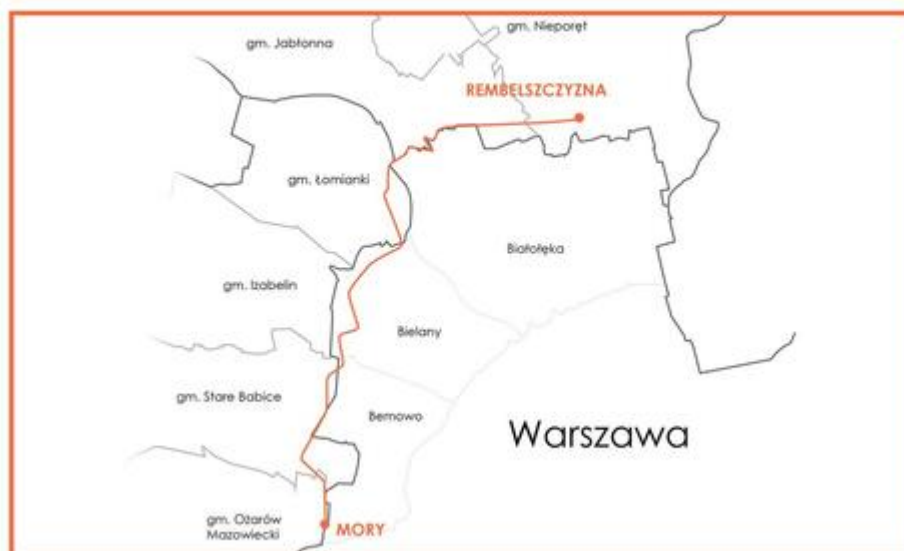 gm. Nieporęt
gm. Jabłonna
REMBELSZCZYZNA
gm. Łomianki
Białołęka
gm. Izabelin
Bielany
gm. Stare Babice
Bemowo
Warszawa
gm. Ożarów
Mazowiecki
MORY